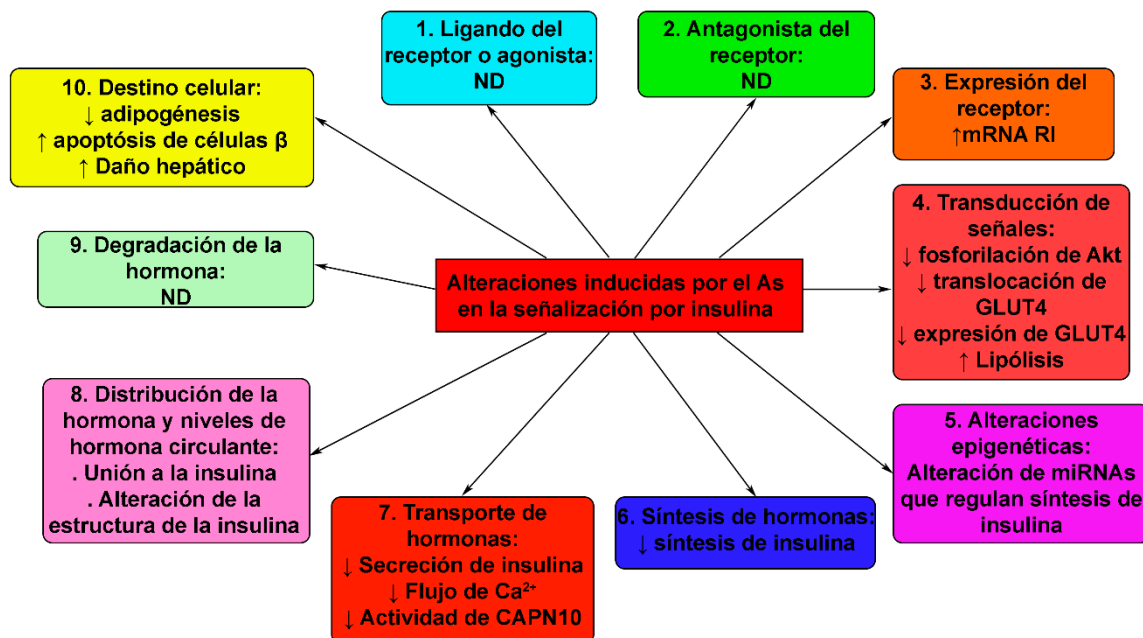 1. Ligando del
receptor o agonista:
ND
2. Antagonista del
receptor:
ND
3. Expresión del
receptor:
↑mRNA RI
4. Transducción de
señales:
↓ fosforilación de Akt
↓ translocación de
GLUT4
↓ expresión de GLUT4
↑ Lipólisis
5. Alteraciones
epigenéticas:
Alteración de miRNAs
que regulan síntesis de
insulina
6. Síntesis de hormonas:
↓ síntesis de insulina
7. Transporte de
hormonas:
↓ Secreción de insulina
↓ Flujo de Ca²⁺
↓ Actividad de CAPN10
8. Distribución de la
hormona y niveles de
hormona circulante:
. Unión a la insulina
. Alteración de la
estructura de la insulina
9. Degradación de la
hormona:
ND
10. Destino celular:
↓ adipogénesis
↑ apoptósis de células β
↑ Daño hepático
Alteraciones inducidas por el As
en la señalización por insulina